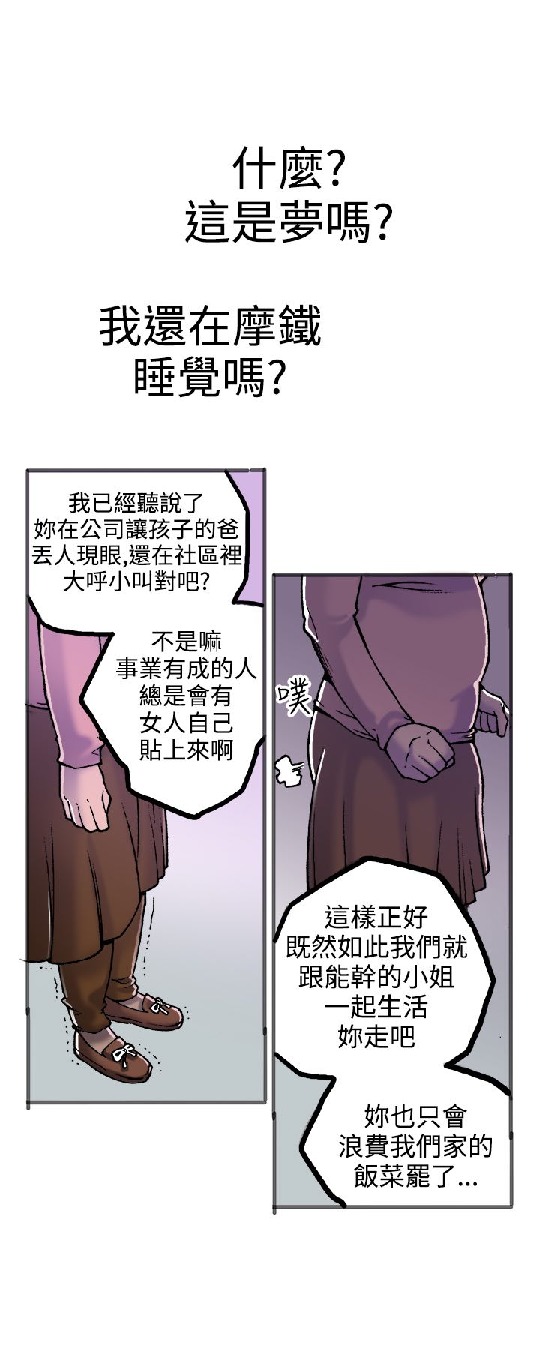 什麼?
這是夢嗎?
我還在摩鐵
睡覺嗎?
我已經聽說了
妳在公司讓孩子的爸
丟人現眼,還在社區裡
大呼小叫對吧?
不是嘛
事業有成的人
總是會有
女人自己
貼上來啊
噗
這樣正好
既然如此我們就
跟能幹的小姐
一起生活
妳走吧
妳也只會
浪費我們家的
飯菜罷了...